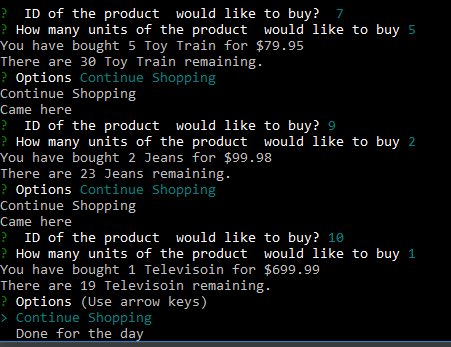 ?  ID of the product  would like to buy?  7
? How many units of the product  would like to buy 5
You have bought 5 Toy Train for $79.95
There are 30 Toy Train remaining.
? Options Continue Shopping
Continue Shopping
Came here
?  ID of the product  would like to buy? 9
? How many units of the product  would like to buy 2
You have bought 2 Jeans for $99.98
There are 23 Jeans remaining.
? Options Continue Shopping
Continue Shopping
Came here
?  ID of the product  would like to buy? 10
? How many units of the product  would like to buy 1
You have bought 1 Televisoin for $699.99
There are 19 Televisoin remaining.
? Options (Use arrow keys)
> Continue Shopping
  Done for the day